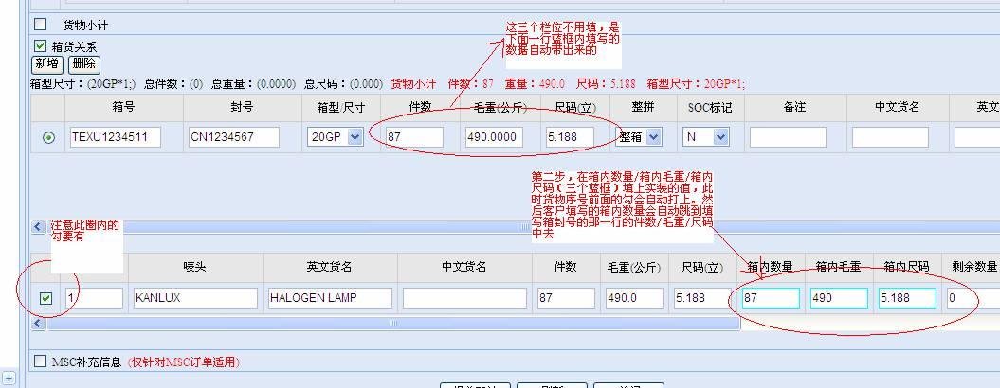 货物小计
这三个栏位不用填，是
下面一行蓝框内填写的
数据自动带出来的
箱货关系
新增 删除
箱型尺寸：(20GP*1;) 总件数：(0) 总重量：(0.0000) 总尺码：(0.000) 货物小计 件数：87 重量：490.0 尺码：5.188 箱型尺寸：20GP*1;
箱号 封号 箱型/尺寸 件数 毛重(公斤) 尺码(立) 整拼 SOC标记 备注 中文货名 英文
TEXU1234511 CN1234567 20GP 87 490.0000 5.188 整箱 N
第二步，在箱内数量/箱内毛重/箱内
尺码（三个蓝框）填上实装的值，此
时货物序号前面的勾会自动打上。然
后客户填写的箱内数量会自动跳到填
写箱封号的那一行的件数/毛重/尺码
中去
注意此圈内的
勾要有
唛头 英文货名 中文货名 件数 毛重(公斤) 尺码(立) 箱内数量 箱内毛重 箱内尺码 剩余数量
1 KANLUX HALOGEN LAMP 87 490.0 5.188 87 490 5.188 0
MSC补充信息 (仅针对MSC订单适用)